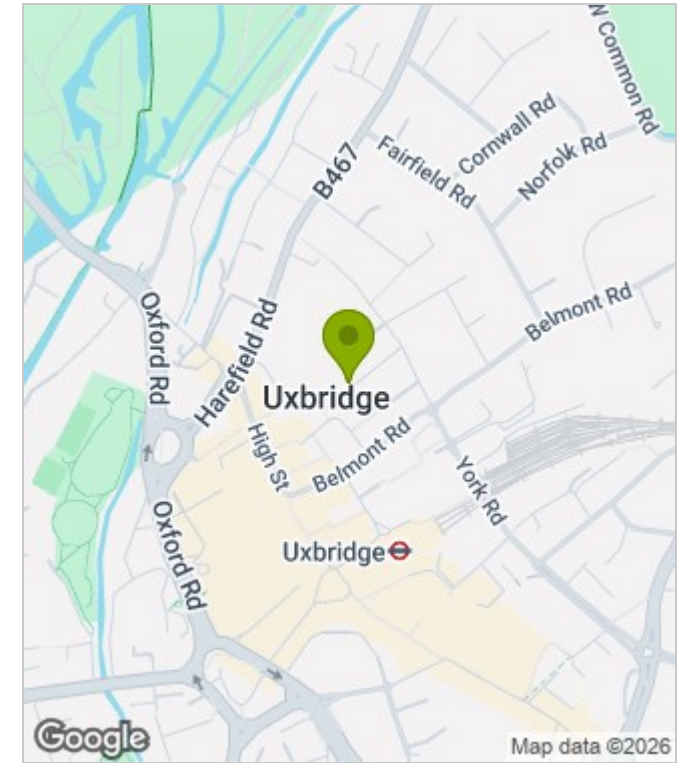 N Common Rd
Cornwall Rd
B467
Fairfield Rd
Norfolk Rd
Oxford Rd
Harefield Rd
Belmont Rd
Uxbridge
High St
Belmont Rd
York Rd
Oxford Rd
Uxbridge
Google
Map data ©2026